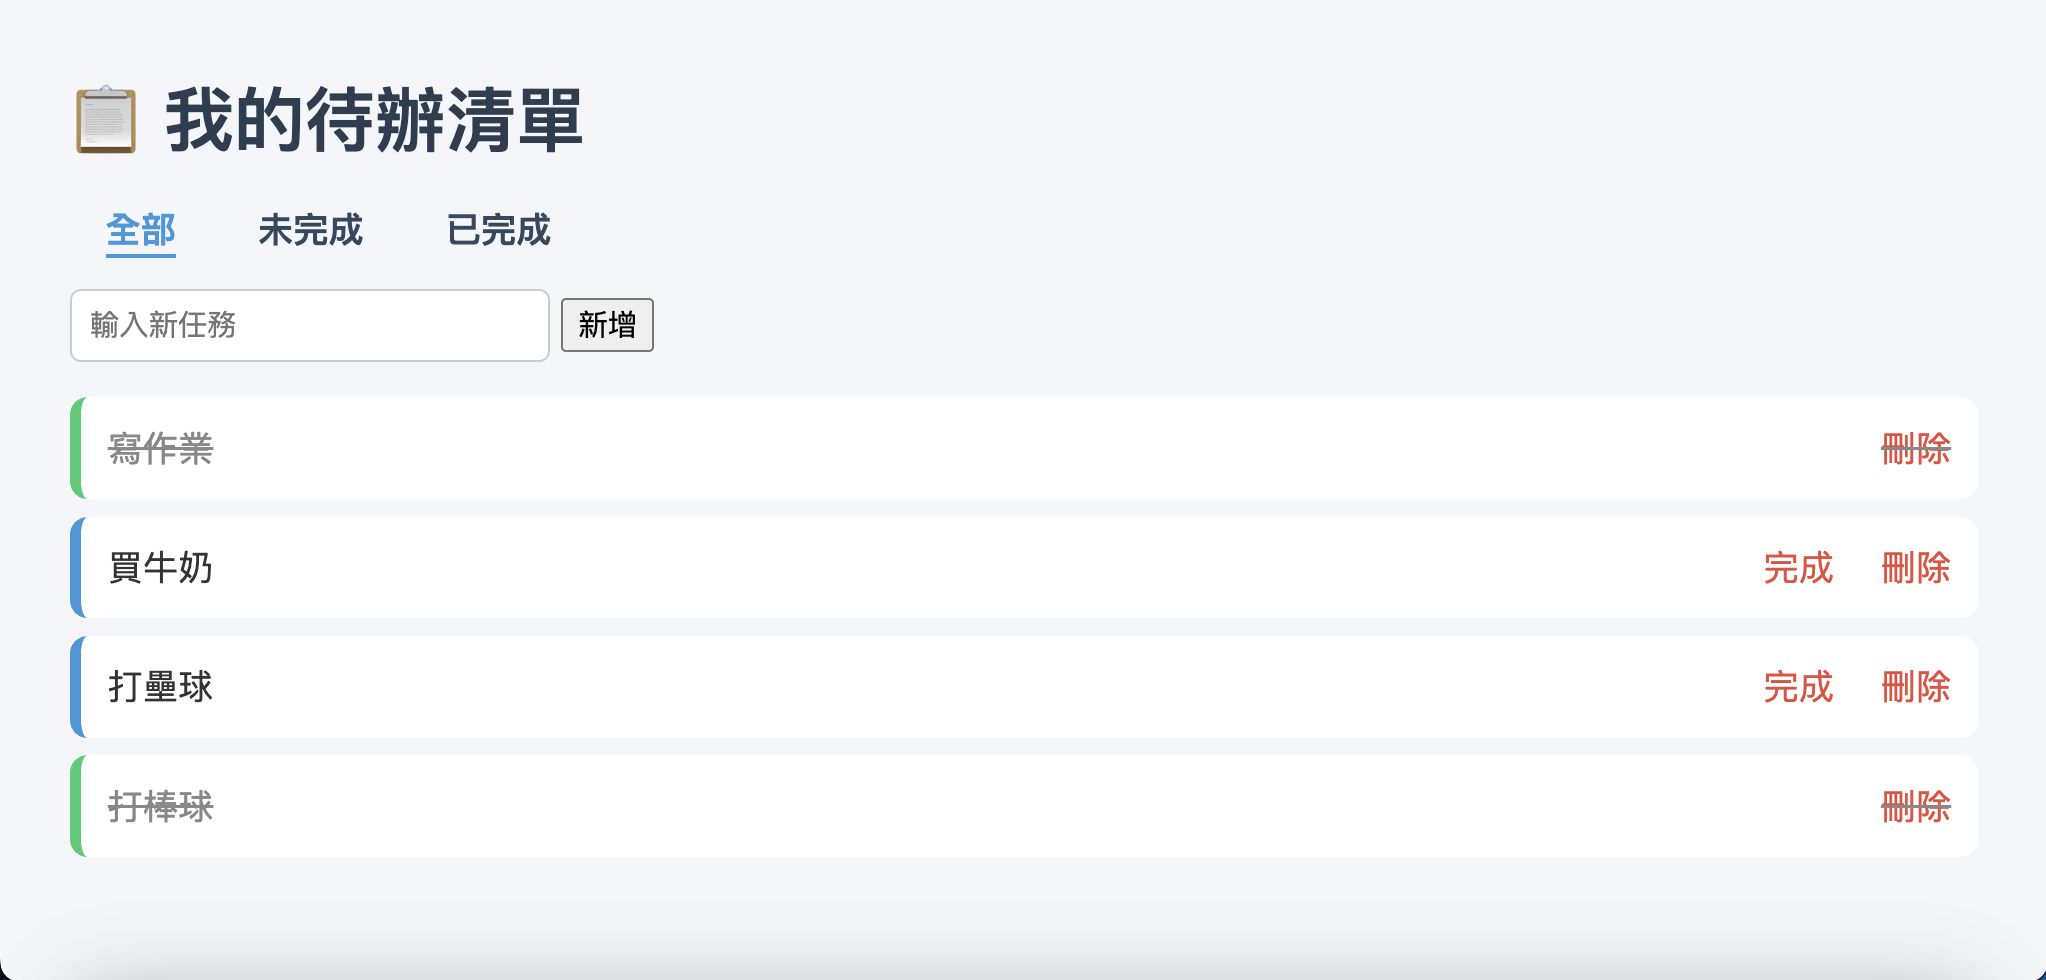 我的待辦清單
全部 未完成 已完成
輸入新任務 新增
寫作業 刪除
買牛奶 完成 刪除
打壘球 完成 刪除
打棒球 刪除